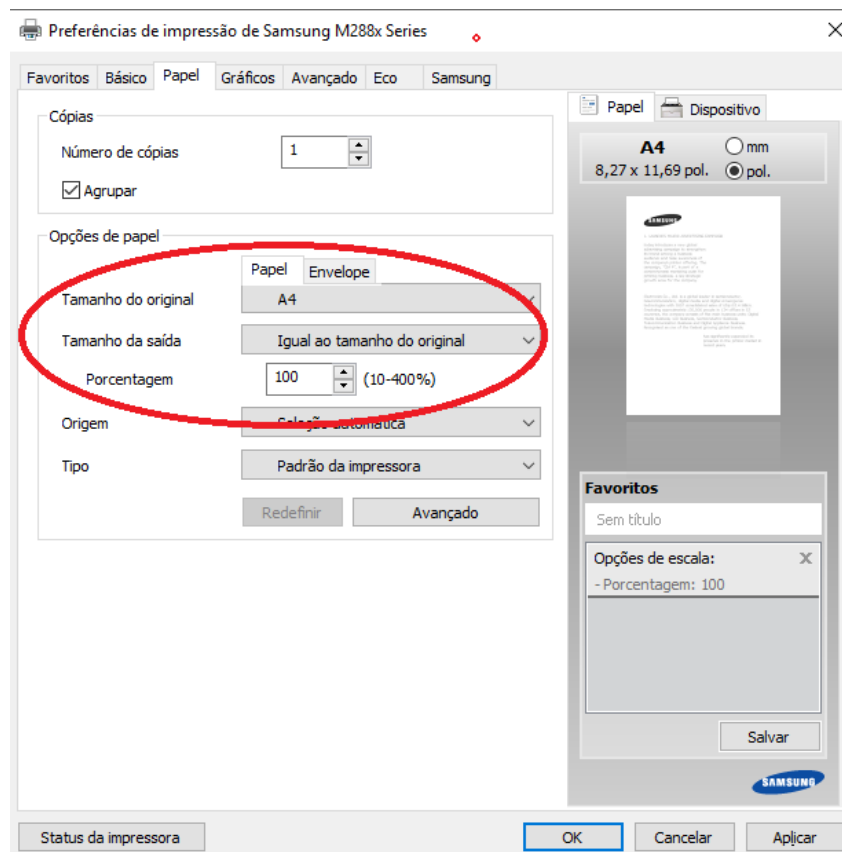 Preferências de impressão de Samsung M288x Series
Favoritos Básico Papel Gráficos Avançado Eco Samsung
Cópias
Número de cópias 1
Agrupar
Opções de papel
Papel Envelope
Tamanho do original A4
Tamanho da saída Igual ao tamanho do original
Porcentagem 100 (10-400%)
Origem Seleção automática
Tipo Padrão da impressora
Redefinir Avançado
Papel Dispositivo
A4 mm
8,27 x 11,69 pol. pol.
SAMSUNG
Favoritos
Sem título
Opções de escala: X
- Porcentagem: 100
Salvar
SAMSUNG
Status da impressora OK Cancelar Aplicar